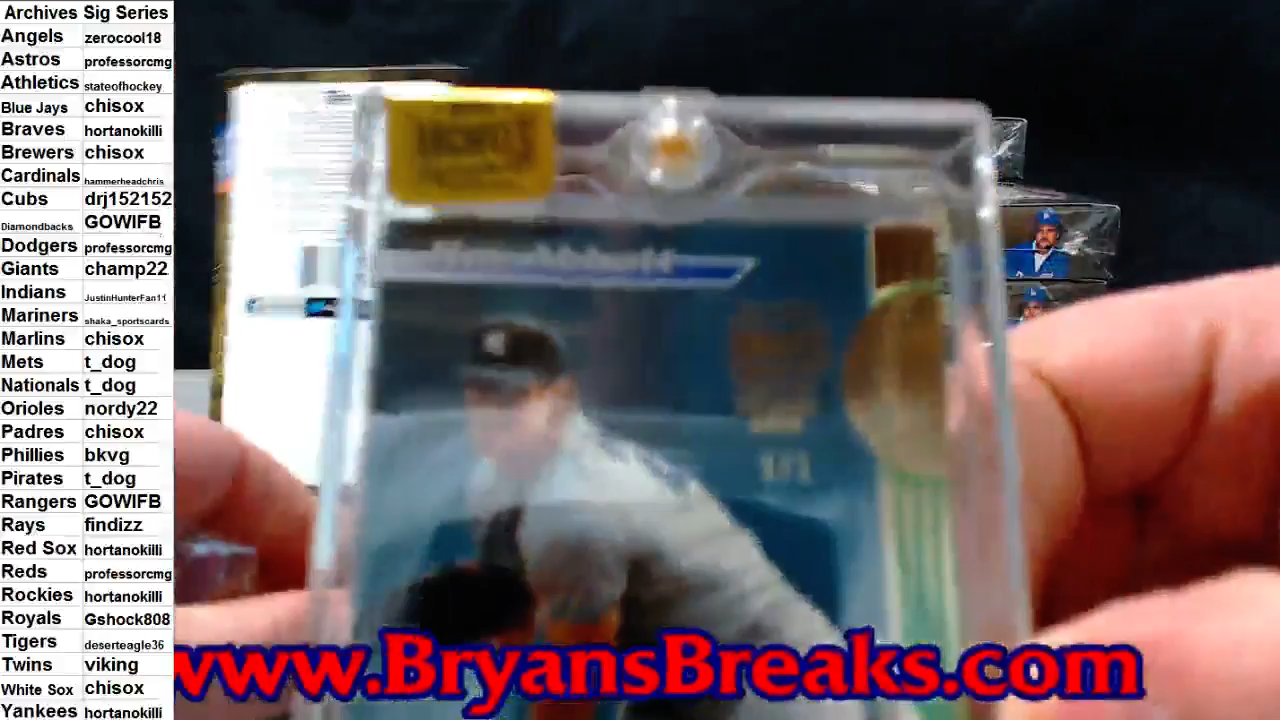 Archives Sig Series
Angels zerocool18
Astros professorcmg
Athletics stateofhockey
Blue Jays chisox
Braves hortanokilli
Brewers chisox
Cardinals hammerheadchris
Cubs drj152152
Diamondbacks GOWIFB
Dodgers professorcmg
Giants champ22
Indians JustinHunterFan11
Mariners shaka_sportscards
Marlins chisox
Mets t_dog
Nationals t_dog
Orioles nordy22
Padres chisox
Phillies bkvg
Pirates t_dog
Rangers GOWIFB
Rays findizz
Red Sox hortanokilli
Reds professorcmg
Rockies hortanokilli
Royals Gshock808
Tigers deserteagle36
Twins viking
White Sox chisox
Yankees hortanokilli
1/1
www.BryansBreaks.com